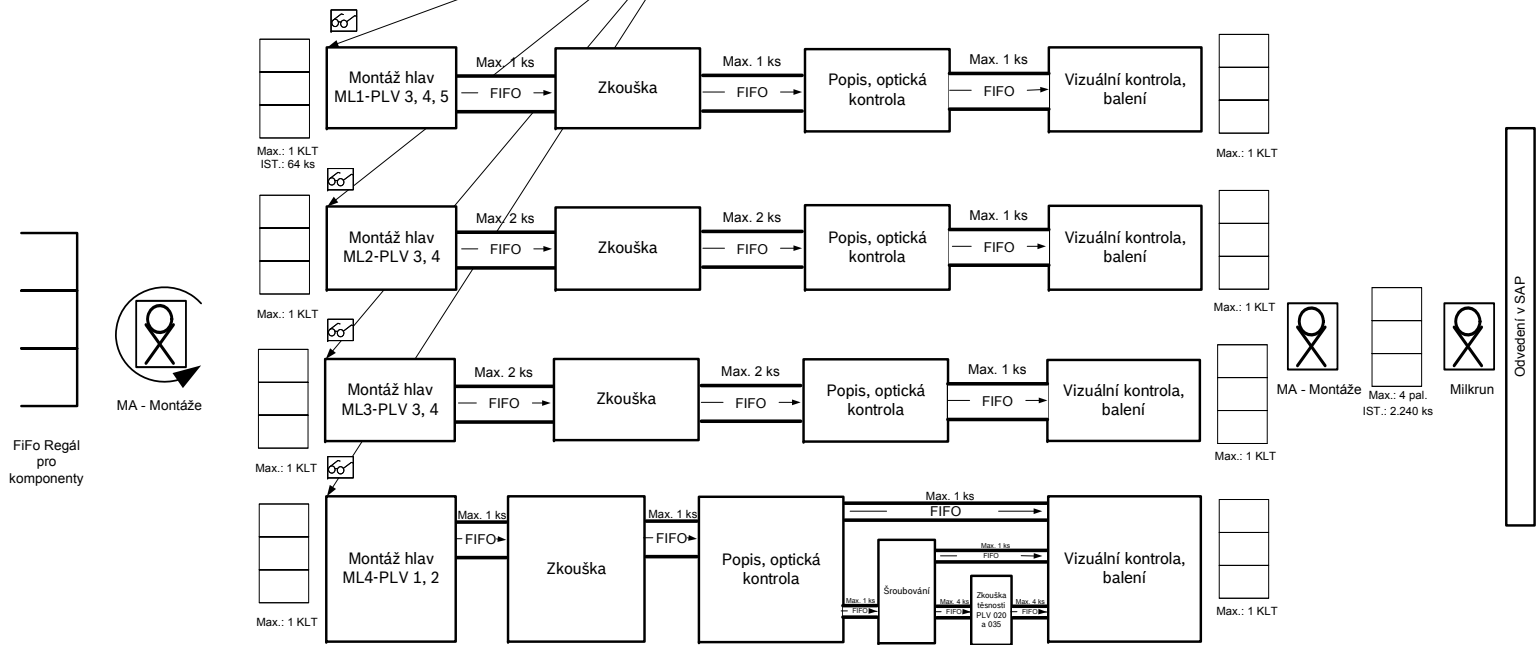 Max. 1 ks
Max. 1 ks
Max. 1 ks
Montáž hlav
ML1-PLV 3, 4, 5
FIFO
Zkouška
FIFO
Popis, optická
kontrola
FIFO
Vizuální kontrola,
balení
Max.: 1 KLT
IST.: 64 ks
Max.: 1 KLT
Max. 2 ks
Max. 2 ks
Max. 1 ks
Montáž hlav
ML2-PLV 3, 4
FIFO
Zkouška
FIFO
Popis, optická
kontrola
FIFO
Vizuální kontrola,
balení
Max.: 1 KLT
Max.: 1 KLT
Max. 2 ks
Max. 2 ks
Max. 1 ks
Montáž hlav
ML3-PLV 3, 4
FIFO
Zkouška
FIFO
Popis, optická
kontrola
FIFO
Vizuální kontrola,
balení
Max.: 1 KLT
Max.: 1 KLT
FiFo Regál
pro
komponenty
MA - Montáže
MA - Montáže
Max.: 4 pal.
IST.: 2.240 ks
Milkrun
Odvedení v SAP
Max. 1 ks
Max. 1 ks
Max. 1 ks
Montáž hlav
ML4-PLV 1, 2
FIFO
Zkouška
FIFO
Popis, optická
kontrola
FIFO
Max. 1 ks
FIFO
Šroubování
Max. 1 ks
FIFO
Max. 4 ks
FIFO
Zkouška
těsnosti
PLV 020
a 035
Max. 4 ks
FIFO
Vizuální kontrola,
balení
Max.: 1 KLT
Max.: 1 KLT